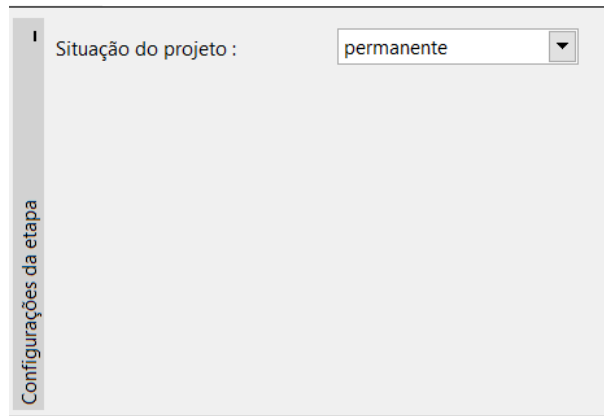 Situação do projeto :
permanente
Configurações da etapa